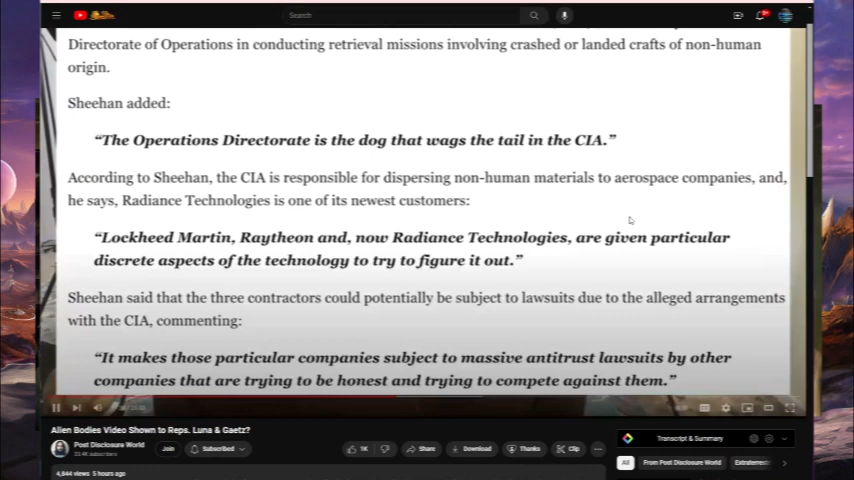 Search
9+
Directorate of Operations in conducting retrieval missions involving crashed or landed crafts of non-human
origin.
Sheehan added:
“The Operations Directorate is the dog that wags the tail in the CIA.”
According to Sheehan, the CIA is responsible for dispersing non-human materials to aerospace companies, and,
he says, Radiance Technologies is one of its newest customers:
“Lockheed Martin, Raytheon and, now Radiance Technologies, are given particular
discrete aspects of the technology to try to figure it out.”
Sheehan said that the three contractors could potentially be subject to lawsuits due to the alleged arrangements
with the CIA, commenting:
“It makes those particular companies subject to massive antitrust lawsuits by other
companies that are trying to be honest and trying to compete against them.”
Alien Bodies Video Shown to Reps. Luna & Gaetz?
Post Disclosure World
Join
Subscribed
1K
Share
Download
Thanks
Clip
Transcript & Summary
4,844 views 5 hours ago
All
From Post Disclosure World